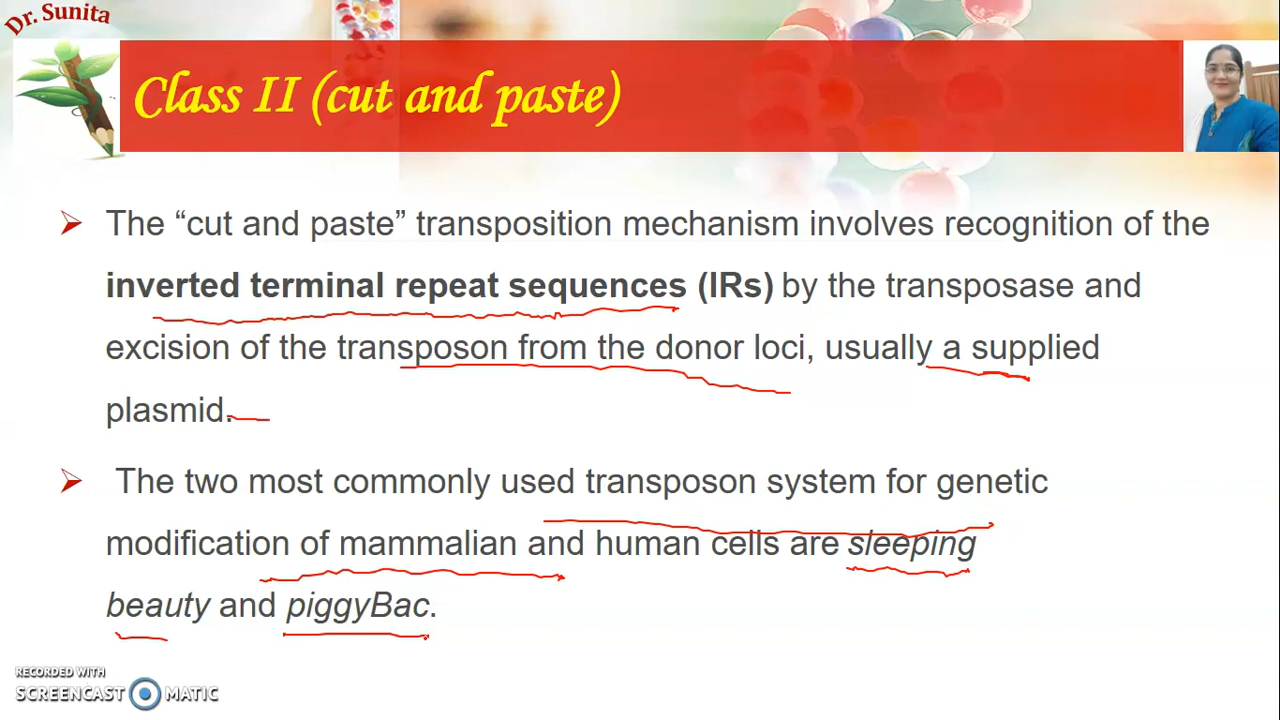 Dr. Sunita
Class II (cut and paste)
The “cut and paste” transposition mechanism involves recognition of the
inverted terminal repeat sequences (IRs) by the transposase and
excision of the transposon from the donor loci, usually a supplied
plasmid.
The two most commonly used transposon system for genetic
modification of mammalian and human cells are sleeping
beauty and piggyBac.
RECORDED WITH
SCREENCAST MATIC